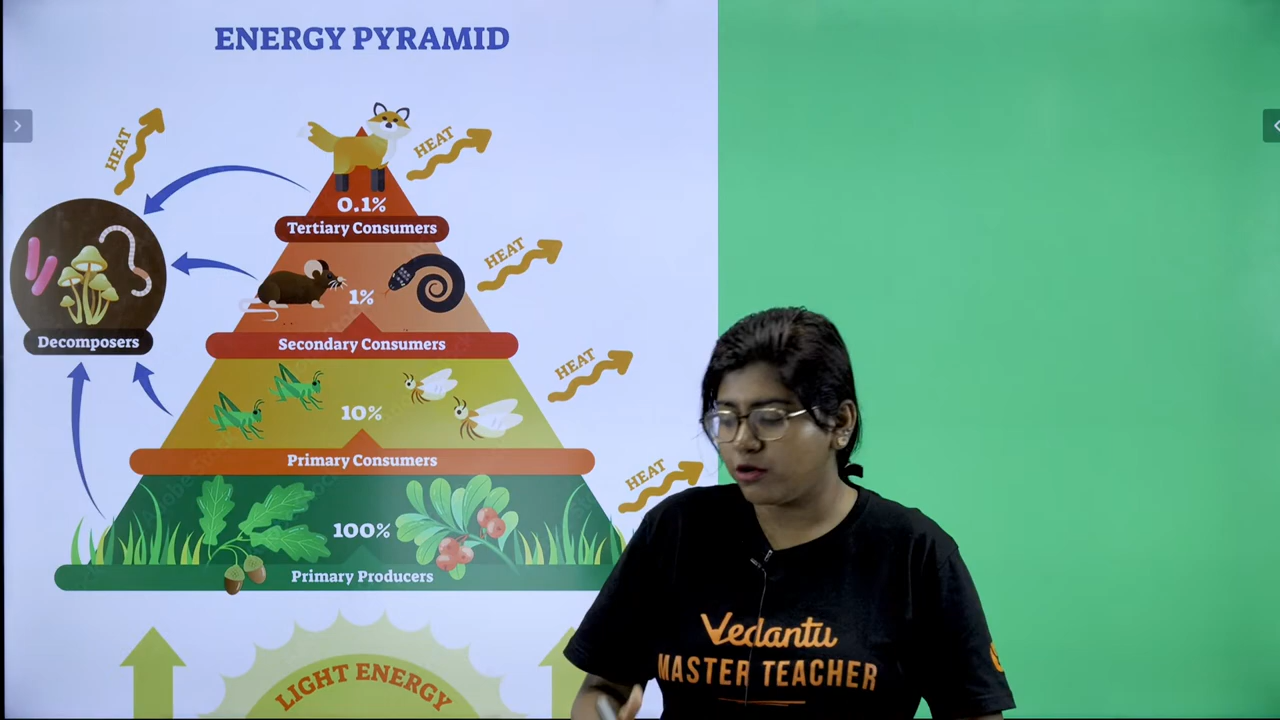 ENERGY PYRAMID
HEAT
HEAT
0.1%
Tertiary Consumers
HEAT
1%
Decomposers
Secondary Consumers
HEAT
10%
Primary Consumers
HEAT
100%
Primary Producers
LIGHT ENERGY
Vedantu
MASTER TEACHER